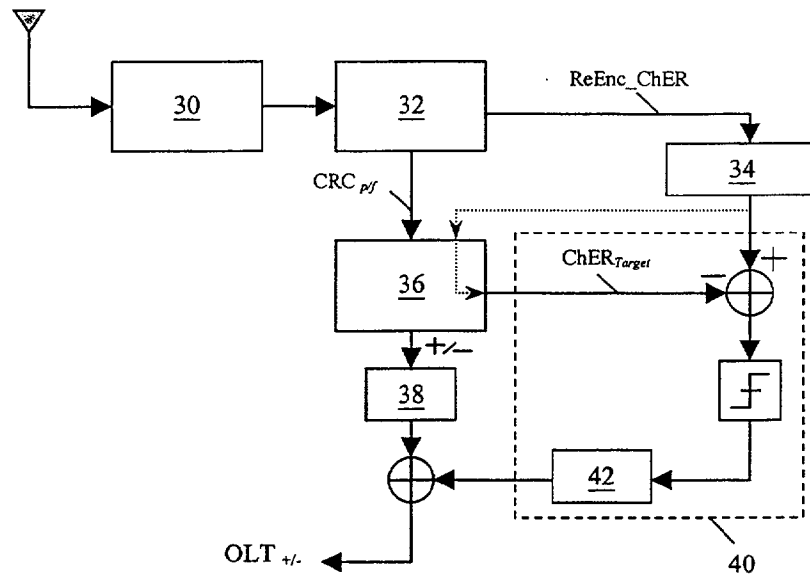 ReEnc_ChER
30
32
34
CRC p/f
ChER Target
+
−
36
+/−
38
42
OLT +/-
40